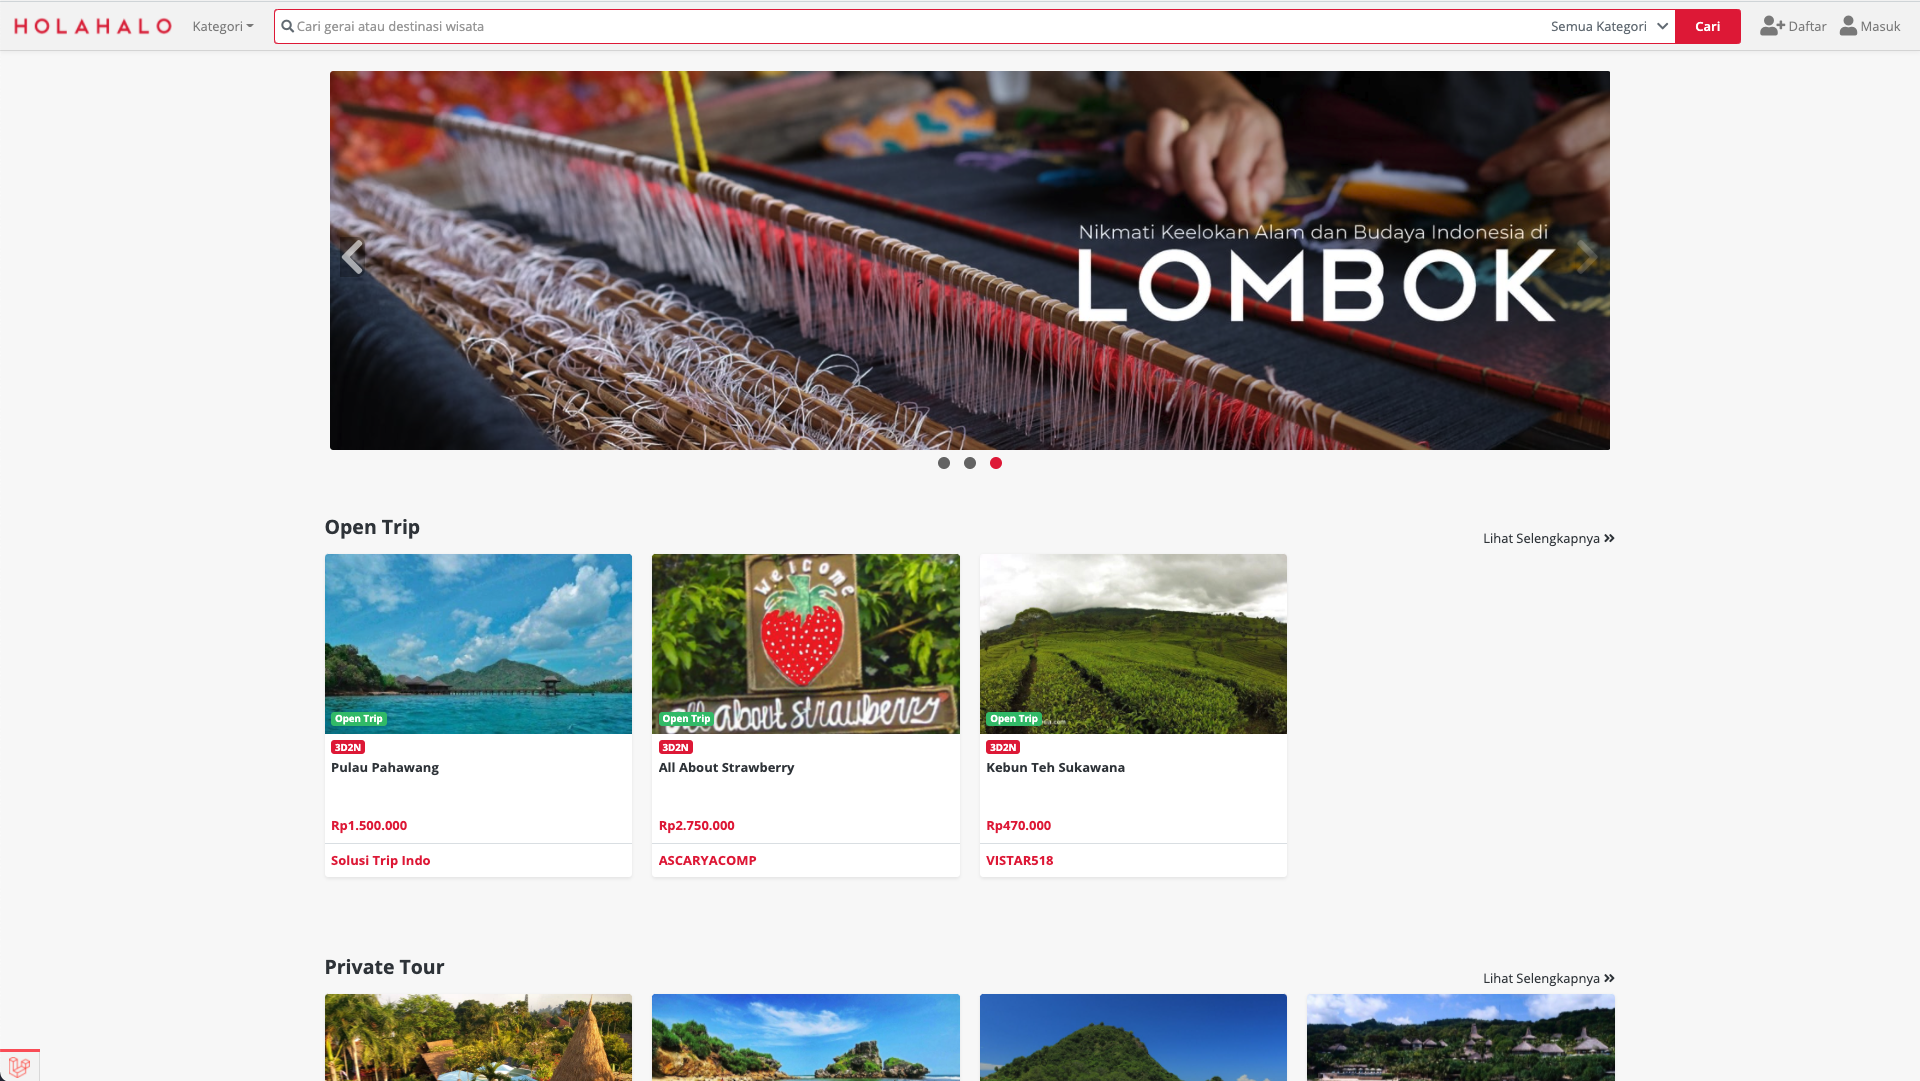 HOLAHALO
Kategori
Cari gerai atau destinasi wisata
Semua Kategori
Cari
Daftar
Masuk
Nikmati Keelokan Alam dan Budaya Indonesia di
LOMBOK
Open Trip
Lihat Selengkapnya
welcome
all about strawberry
Open Trip
Open Trip
Open Trip
3D2N
3D2N
3D2N
Pulau Pahawang
All About Strawberry
Kebun Teh Sukawana
Rp1.500.000
Rp2.750.000
Rp470.000
Solusi Trip Indo
ASCARYACOMP
VISTAR518
Private Tour
Lihat Selengkapnya